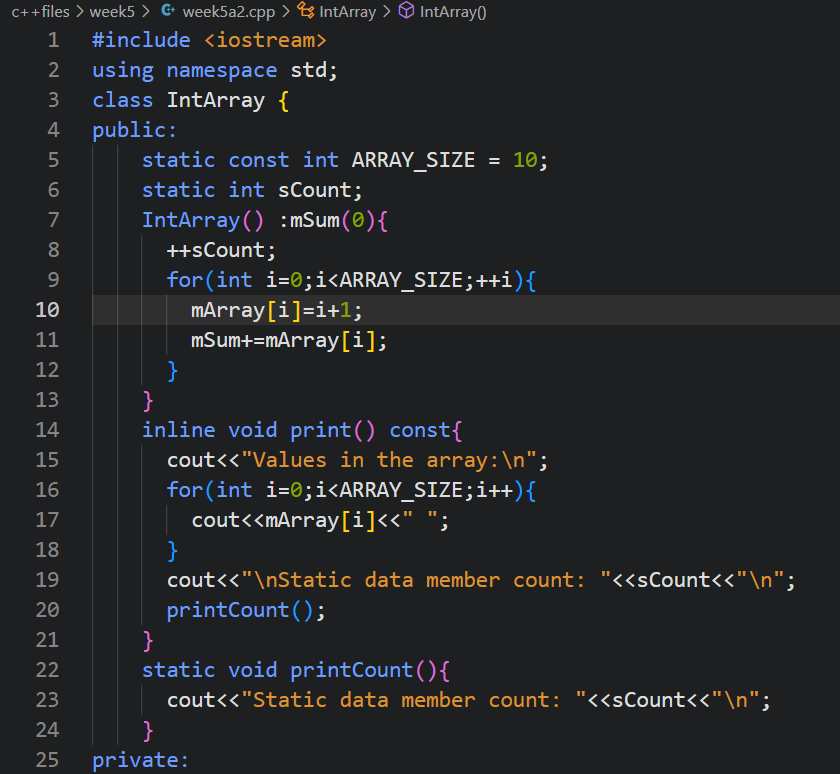 c++files > week5 > week5a2.cpp > IntArray > IntArray()
1 #include <iostream>
2 using namespace std;
3 class IntArray {
4 public:
5     static const int ARRAY_SIZE = 10;
6     static int sCount;
7     IntArray() :mSum(0){
8       ++sCount;
9       for(int i=0;i<ARRAY_SIZE;++i){
10         mArray[i]=i+1;
11         mSum+=mArray[i];
12       }
13     }
14     inline void print() const{
15       cout<<"Values in the array:\n";
16       for(int i=0;i<ARRAY_SIZE;i++){
17         cout<<mArray[i]<<" ";
18       }
19       cout<<"\nStatic data member count: "<<sCount<<"\n";
20       printCount();
21     }
22     static void printCount(){
23       cout<<"Static data member count: "<<sCount<<"\n";
24     }
25 private: